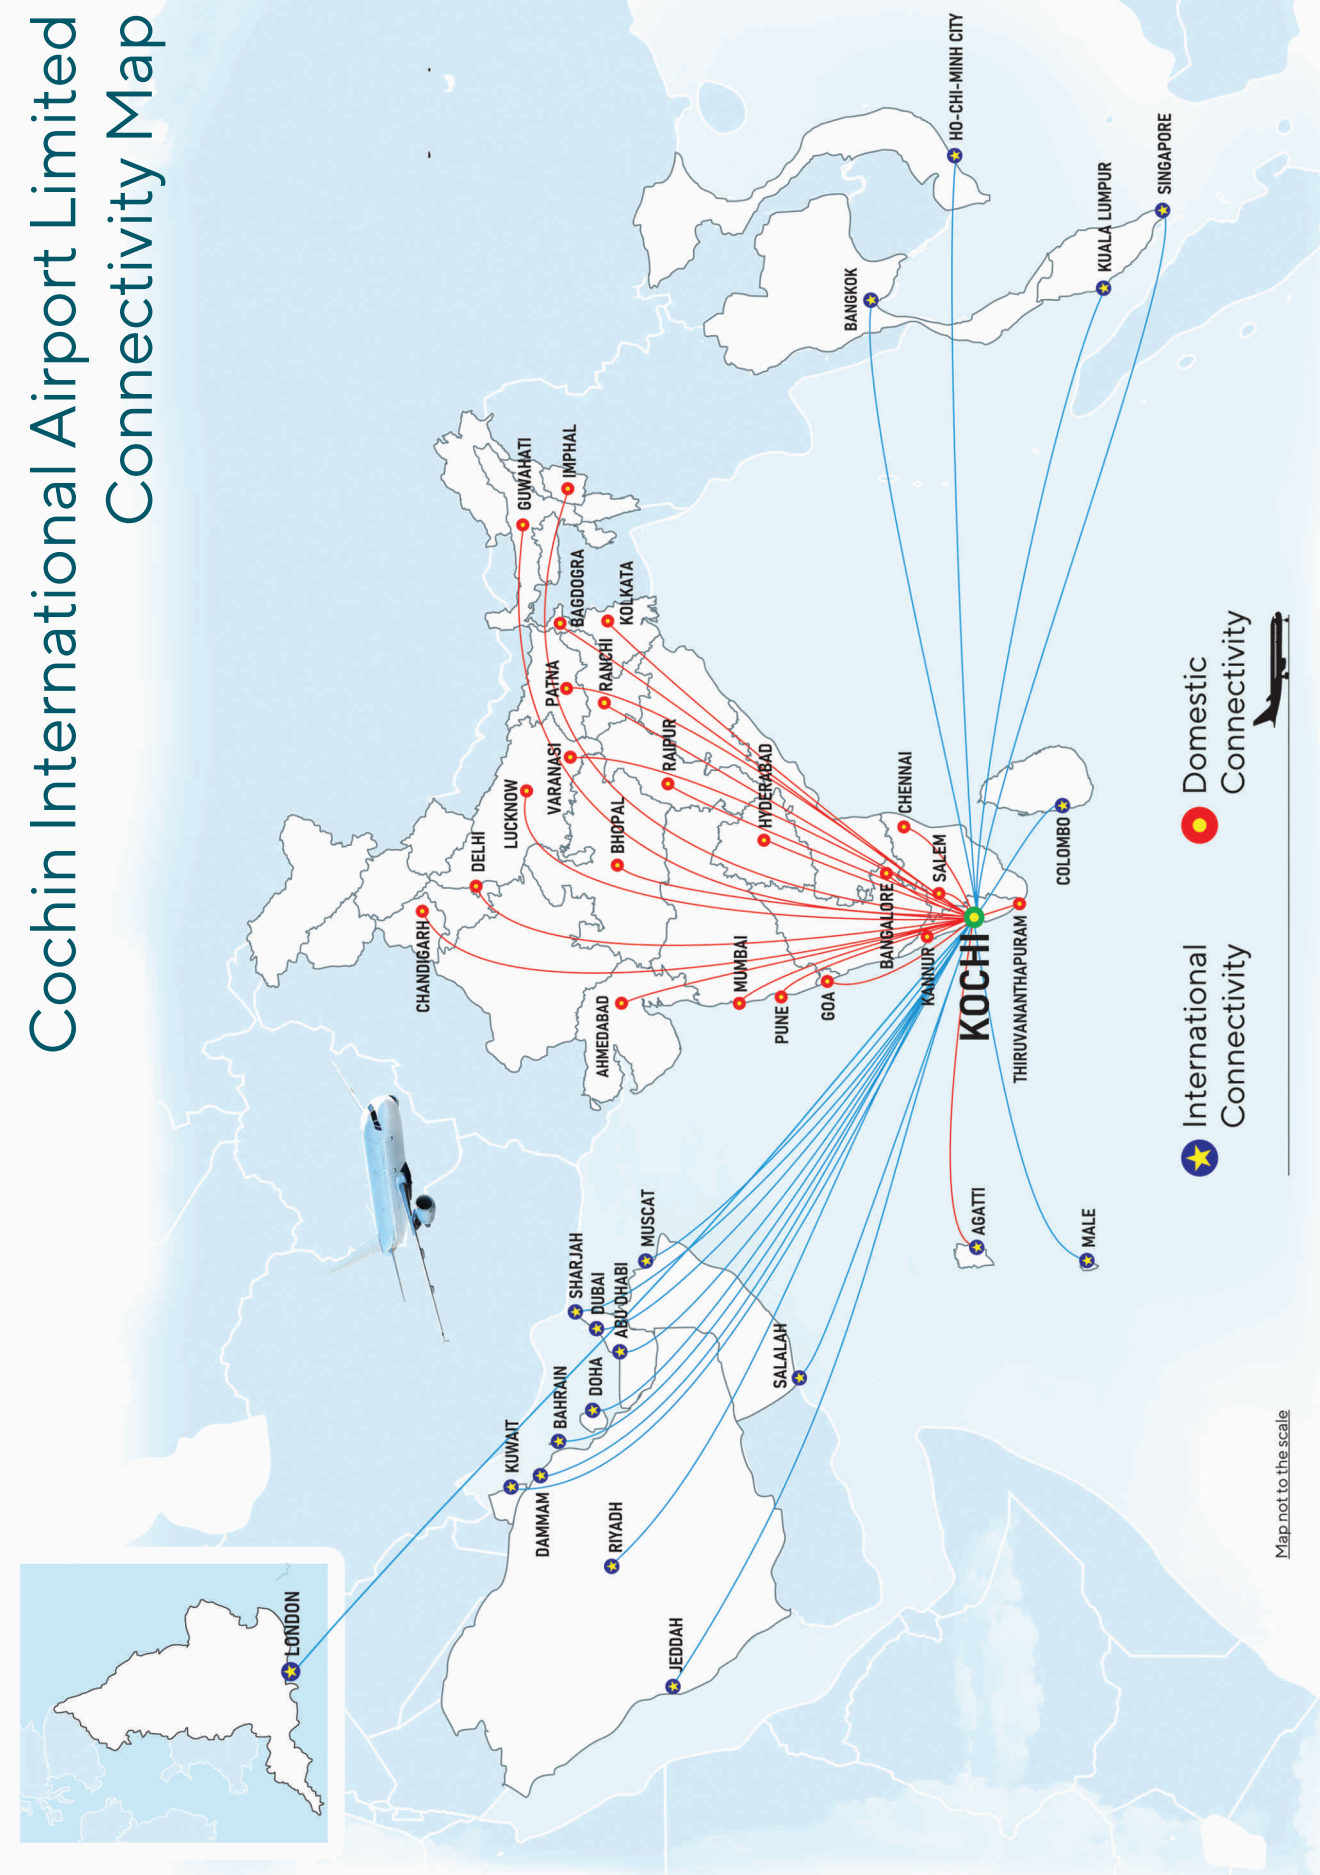 Cochin International Airport Limited
Connectivity Map
LONDON
KUWAIT
DAMMAM
BAHRAIN
DOHA
SHARJAH
DUBAI
ABU DHABI
MUSCAT
RIYADH
JEDDAH
SALALAH
CHANDIGARH
DELHI
LUCKNOW
VARANASI
PATNA
BAGDOGRA
GUWAHATI
IMPHAL
KOLKATA
RANCHI
RAIPUR
BHOPAL
AHMEDABAD
MUMBAI
PUNE
GOA
HYDERABAD
BANGALORE
CHENNAI
SALEM
KANNUR
KOCHI
THIRUVANANTHAPURAM
AGATTI
MALE
COLOMBO
BANGKOK
HO-CHI-MINH CITY
KUALA LUMPUR
SINGAPORE
International
Connectivity
Domestic
Connectivity
Map not to the scale